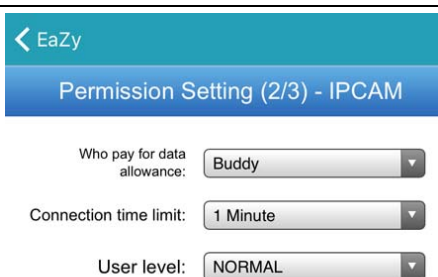 EaZy
Permission Setting (2/3) - IPCAM
Who pay for data
allowance:
Buddy
Connection time limit:
1 Minute
User level:
NORMAL